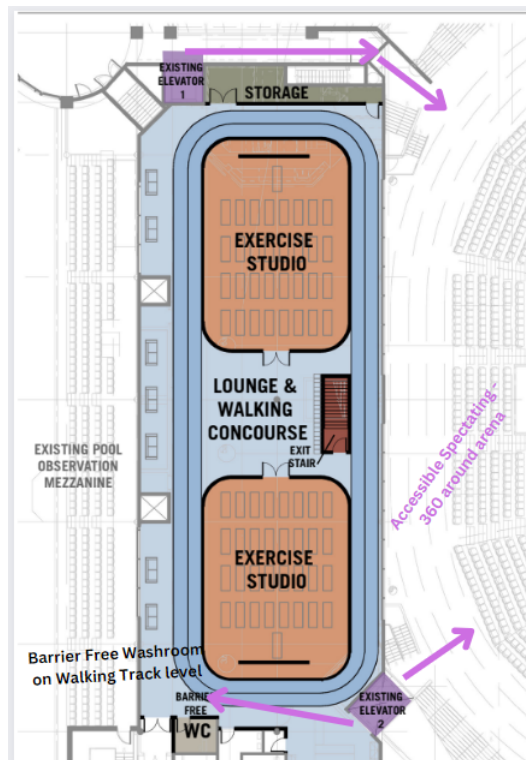 EXISTING
ELEVATOR
1
STORAGE
EXERCISE
STUDIO
LOUNGE &
WALKING
CONCOURSE
EXIT
STAIR
EXISTING POOL
OBSERVATION
MEZZANINE
Accessible Spectating -
360 around arena
EXERCISE
STUDIO
Barrier Free Washroom
on Walking Track level
BARRIE
FREE
WC
EXISTING
ELEVATOR
2